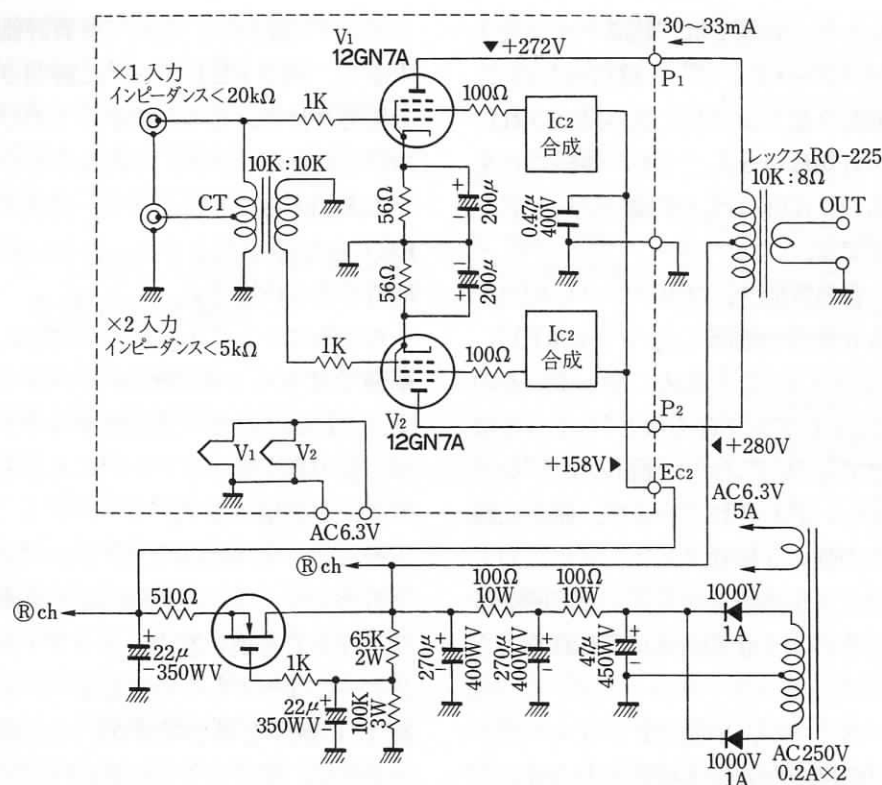 V1
12GN7A
+272V
30〜33mA
P1
×1入力
インピーダンス<20kΩ
1K
100Ω
IC2
合成
レックスRO-225
10K:8Ω
OUT
10K:10K
CT
56Ω
200μ
0.47μ
400V
56Ω
200μ
×2入力
インピーダンス<5kΩ
1K
100Ω
IC2
合成
P2
V2
12GN7A
+280V
V1
V2
+158V
EC2
AC6.3V
AC6.3V
5A
Ⓡch
Ⓡch
510Ω
100Ω
10W
100Ω
10W
1000V
1A
65K
2W
270μ
400WV
270μ
400WV
47μ
450WV
22μ
350WV
1K
22μ
350WV
100K
3W
1000V
1A
AC250V
0.2A×2